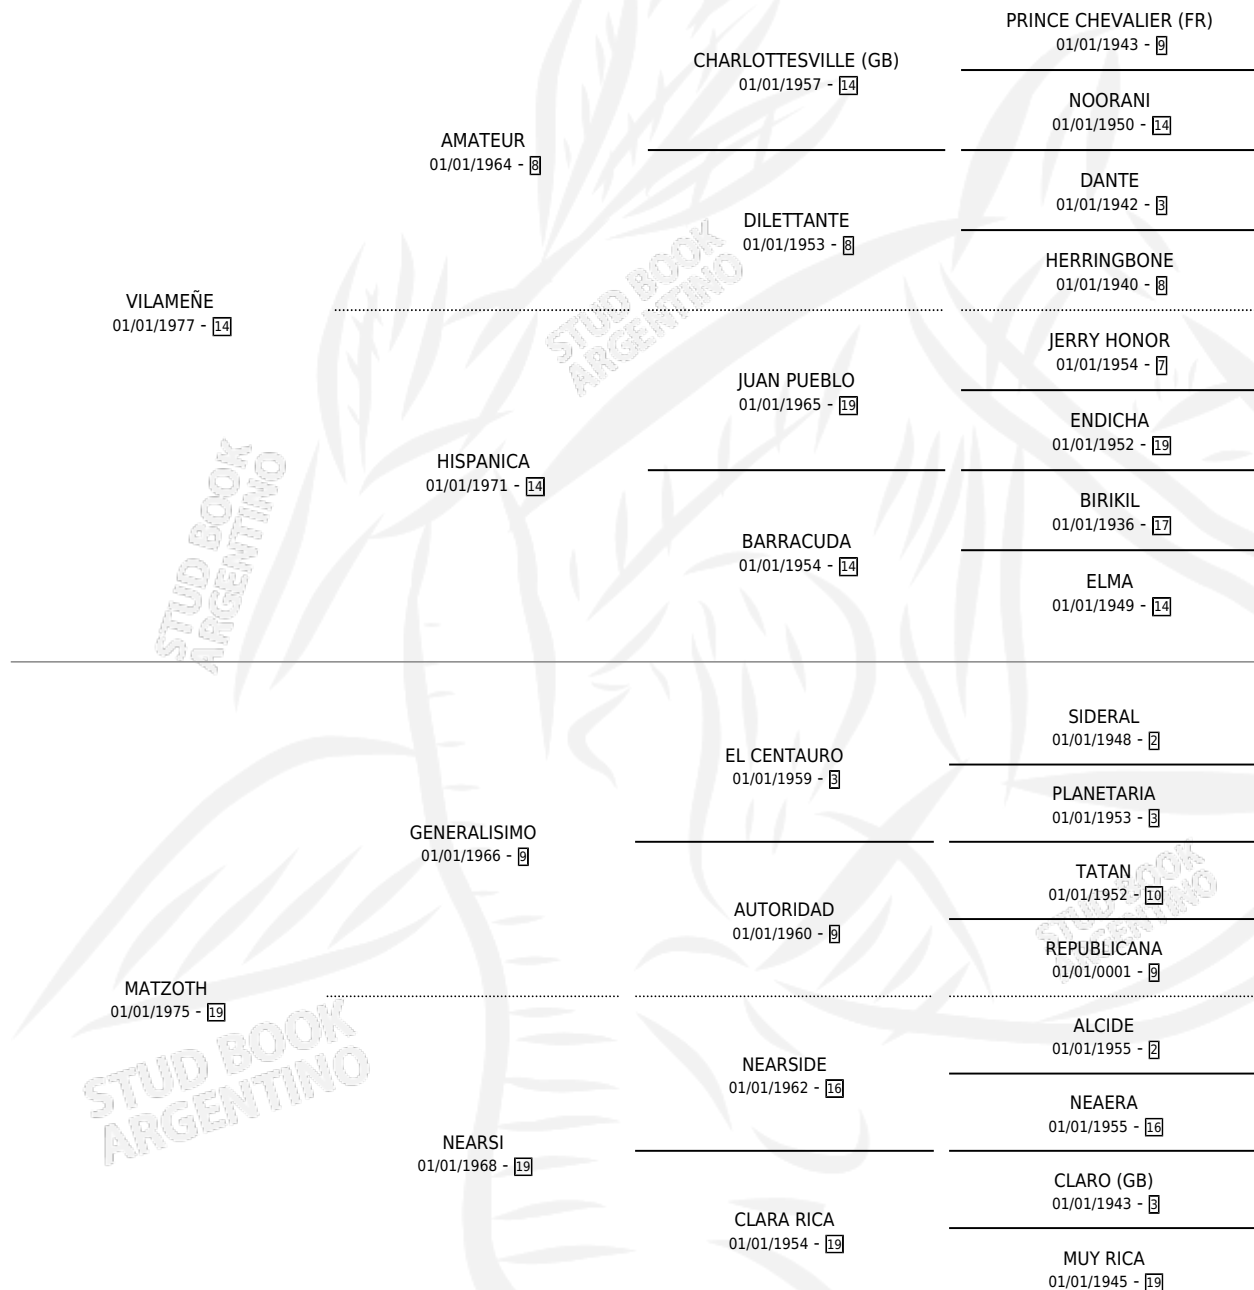 PRINCE CHEVALIER (FR)
01/01/1943 - 9
CHARLOTTESVILLE (GB)
01/01/1957 - 14
NOORANI
01/01/1950 - 14
AMATEUR
01/01/1964 - 8
DANTE
01/01/1942 - 3
DILETTANTE
01/01/1953 - 8
HERRINGBONE
01/01/1940 - 8
VILAMEÑE
01/01/1977 - 14
JERRY HONOR
01/01/1954 - 7
JUAN PUEBLO
01/01/1965 - 19
ENDICHA
01/01/1952 - 19
HISPANICA
01/01/1971 - 14
BIRIKIL
01/01/1936 - 17
BARRACUDA
01/01/1954 - 14
ELMA
01/01/1949 - 14
SIDERAL
01/01/1948 - 2
EL CENTAURO
01/01/1959 - 3
PLANETARIA
01/01/1953 - 3
GENERALISIMO
01/01/1966 - 9
TATAN
01/01/1952 - 10
AUTORIDAD
01/01/1960 - 9
REPUBLICANA
01/01/0001 - 9
MATZOTH
01/01/1975 - 19
ALCIDE
01/01/1955 - 2
NEARSIDE
01/01/1962 - 16
NEAERA
01/01/1955 - 16
NEARSI
01/01/1968 - 19
CLARO (GB)
01/01/1943 - 3
CLARA RICA
01/01/1954 - 19
MUY RICA
01/01/1945 - 19
STUD BOOK
ARGENTINO
STUD BOOK
ARGENTINO
STUD BOOK
ARGENTINO
STUD BOOK
ARGENTINO